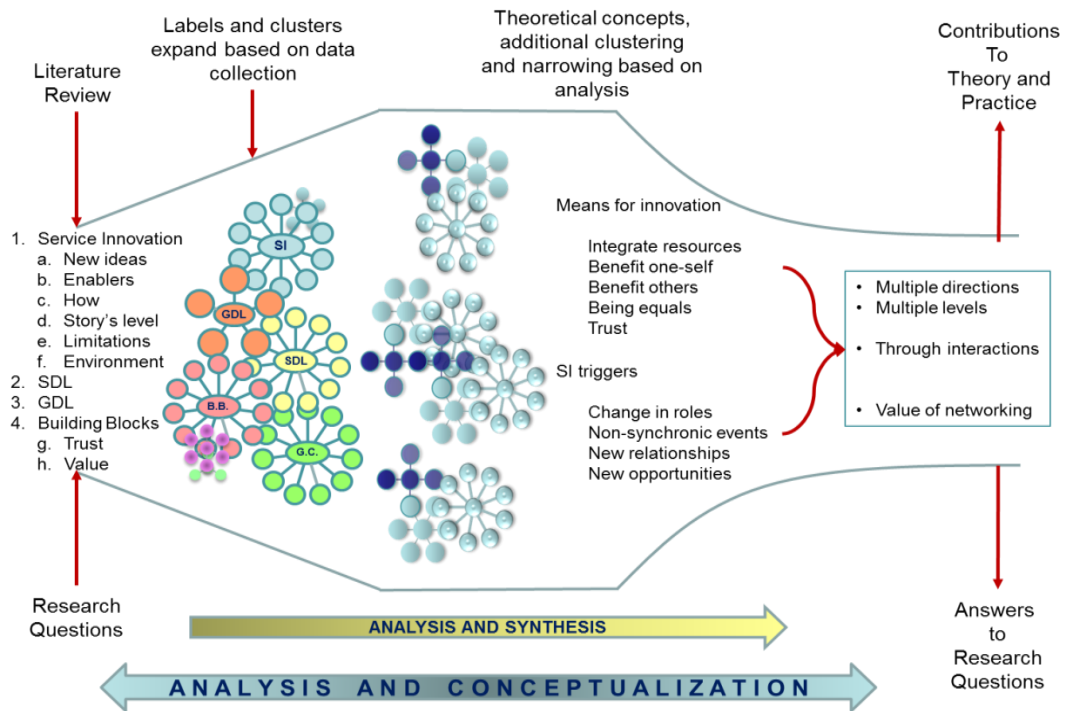 Literature
Review
Labels and clusters
expand based on data
collection
Theoretical concepts,
additional clustering
and narrowing based on
analysis
Contributions
To
Theory and
Practice
1. Service Innovation
a. New ideas
b. Enablers
c. How
d. Story's level
e. Limitations
f. Environment
2. SDL
3. GDL
4. Building Blocks
g. Trust
h. Value
SI
GDL
SDL
B.B.
G.C.
Means for innovation
Integrate resources
Benefit one-self
Benefit others
Being equals
Trust
SI triggers
Change in roles
Non-synchronic events
New relationships
New opportunities
• Multiple directions
• Multiple levels
• Through interactions
• Value of networking
Research
Questions
Answers
to
Research
Questions
ANALYSIS AND SYNTHESIS
ANALYSIS AND CONCEPTUALIZATION